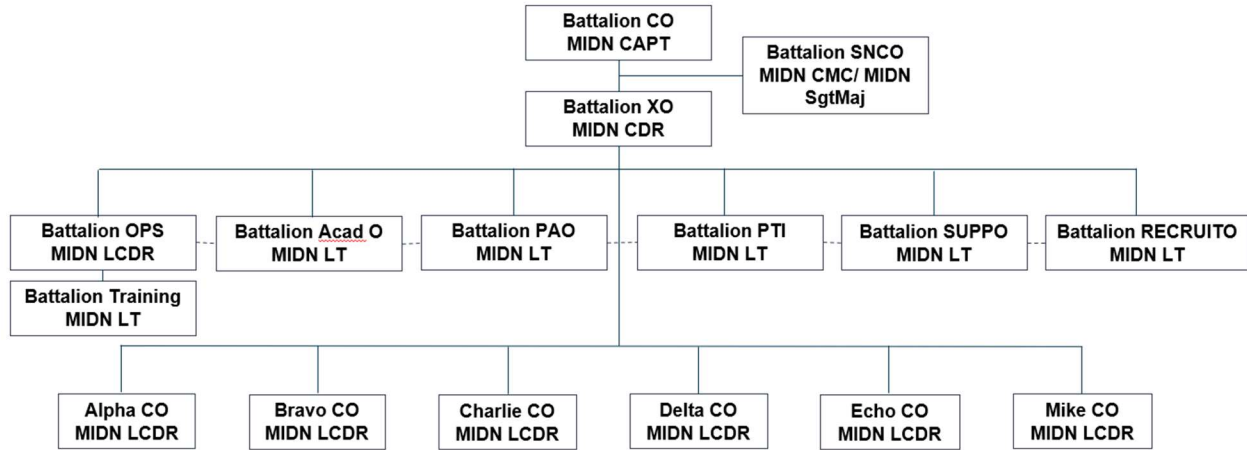 Battalion CO
MIDN CAPT
Battalion SNCO
MIDN CMC/ MIDN
SgtMaj
Battalion XO
MIDN CDR
Battalion OPS
MIDN LCDR
Battalion Acad O
MIDN LT
Battalion PAO
MIDN LT
Battalion PTI
MIDN LT
Battalion SUPPO
MIDN LT
Battalion RECRUITO
MIDN LT
Battalion Training
MIDN LT
Alpha CO
MIDN LCDR
Bravo CO
MIDN LCDR
Charlie CO
MIDN LCDR
Delta CO
MIDN LCDR
Echo CO
MIDN LCDR
Mike CO
MIDN LCDR